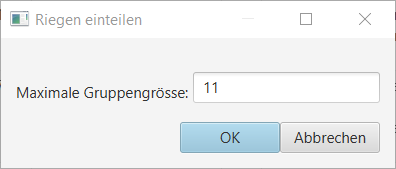 Riegen einteilen
Maximale Gruppengrösse: 11
OK Abbrechen